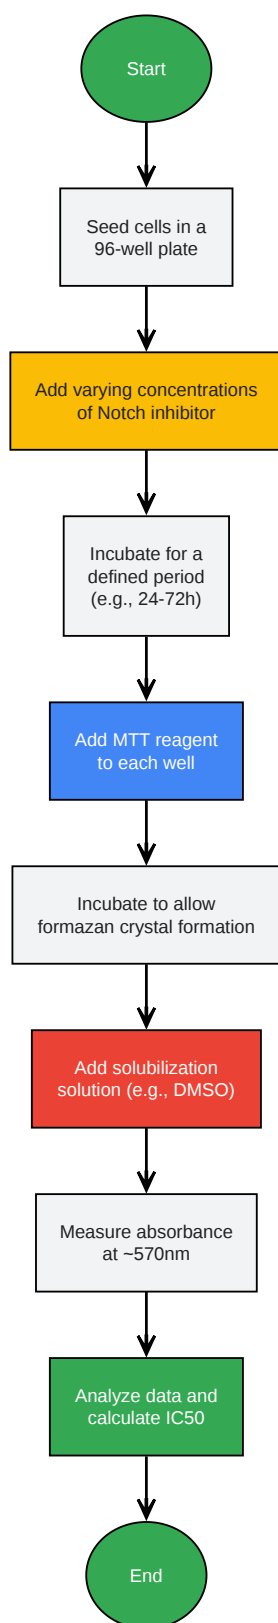 Start
Seed cells in a
96-well plate
Add varying concentrations
of Notch inhibitor
Incubate for a
defined period
(e.g., 24-72h)
Add MTT reagent
to each well
Incubate to allow
formazan crystal formation
Add solubilization
solution (e.g., DMSO)
Measure absorbance
at ~570nm
Analyze data and
calculate IC50
End